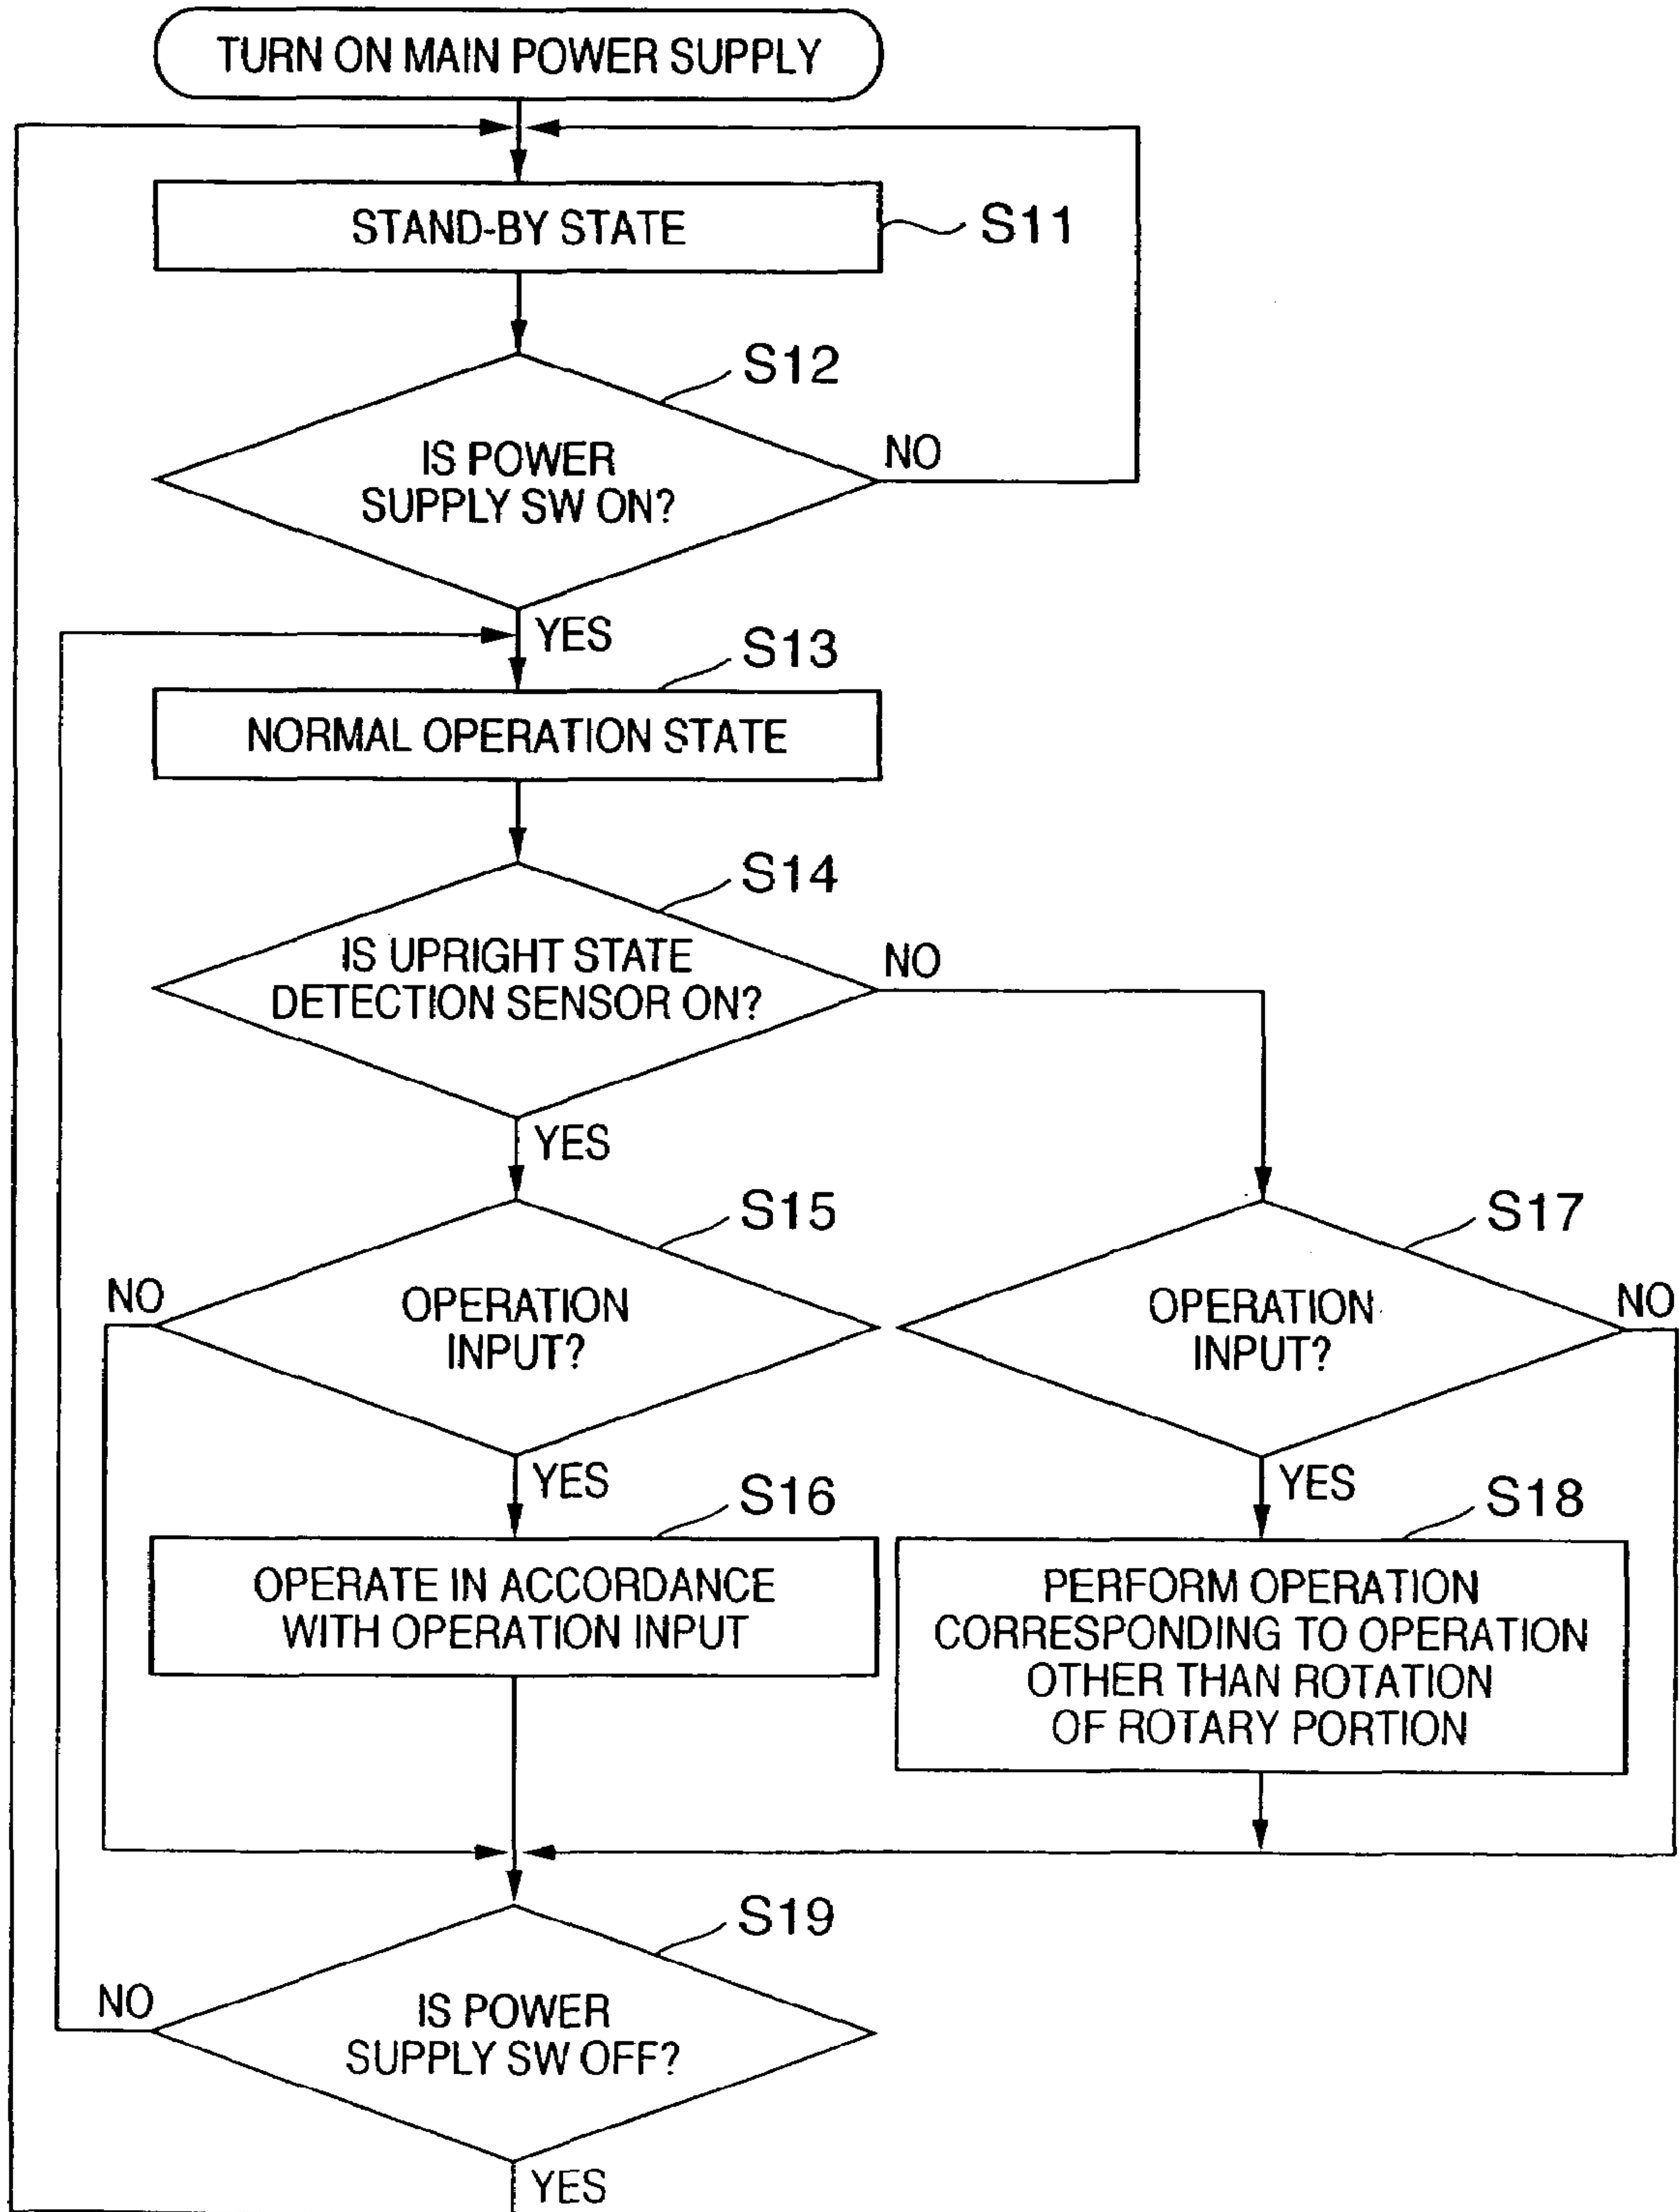 TURN ON MAIN POWER SUPPLY
STAND-BY STATE
S11
S12
IS POWER
SUPPLY SW ON?
NO
YES
S13
NORMAL OPERATION STATE
S14
IS UPRIGHT STATE
DETECTION SENSOR ON?
NO
YES
S15
NO
OPERATION
INPUT?
S17
OPERATION
INPUT?
NO
YES
S16
OPERATE IN ACCORDANCE
WITH OPERATION INPUT
YES
S18
PERFORM OPERATION
CORRESPONDING TO OPERATION
OTHER THAN ROTATION
OF ROTARY PORTION
S19
NO
IS POWER
SUPPLY SW OFF?
YES